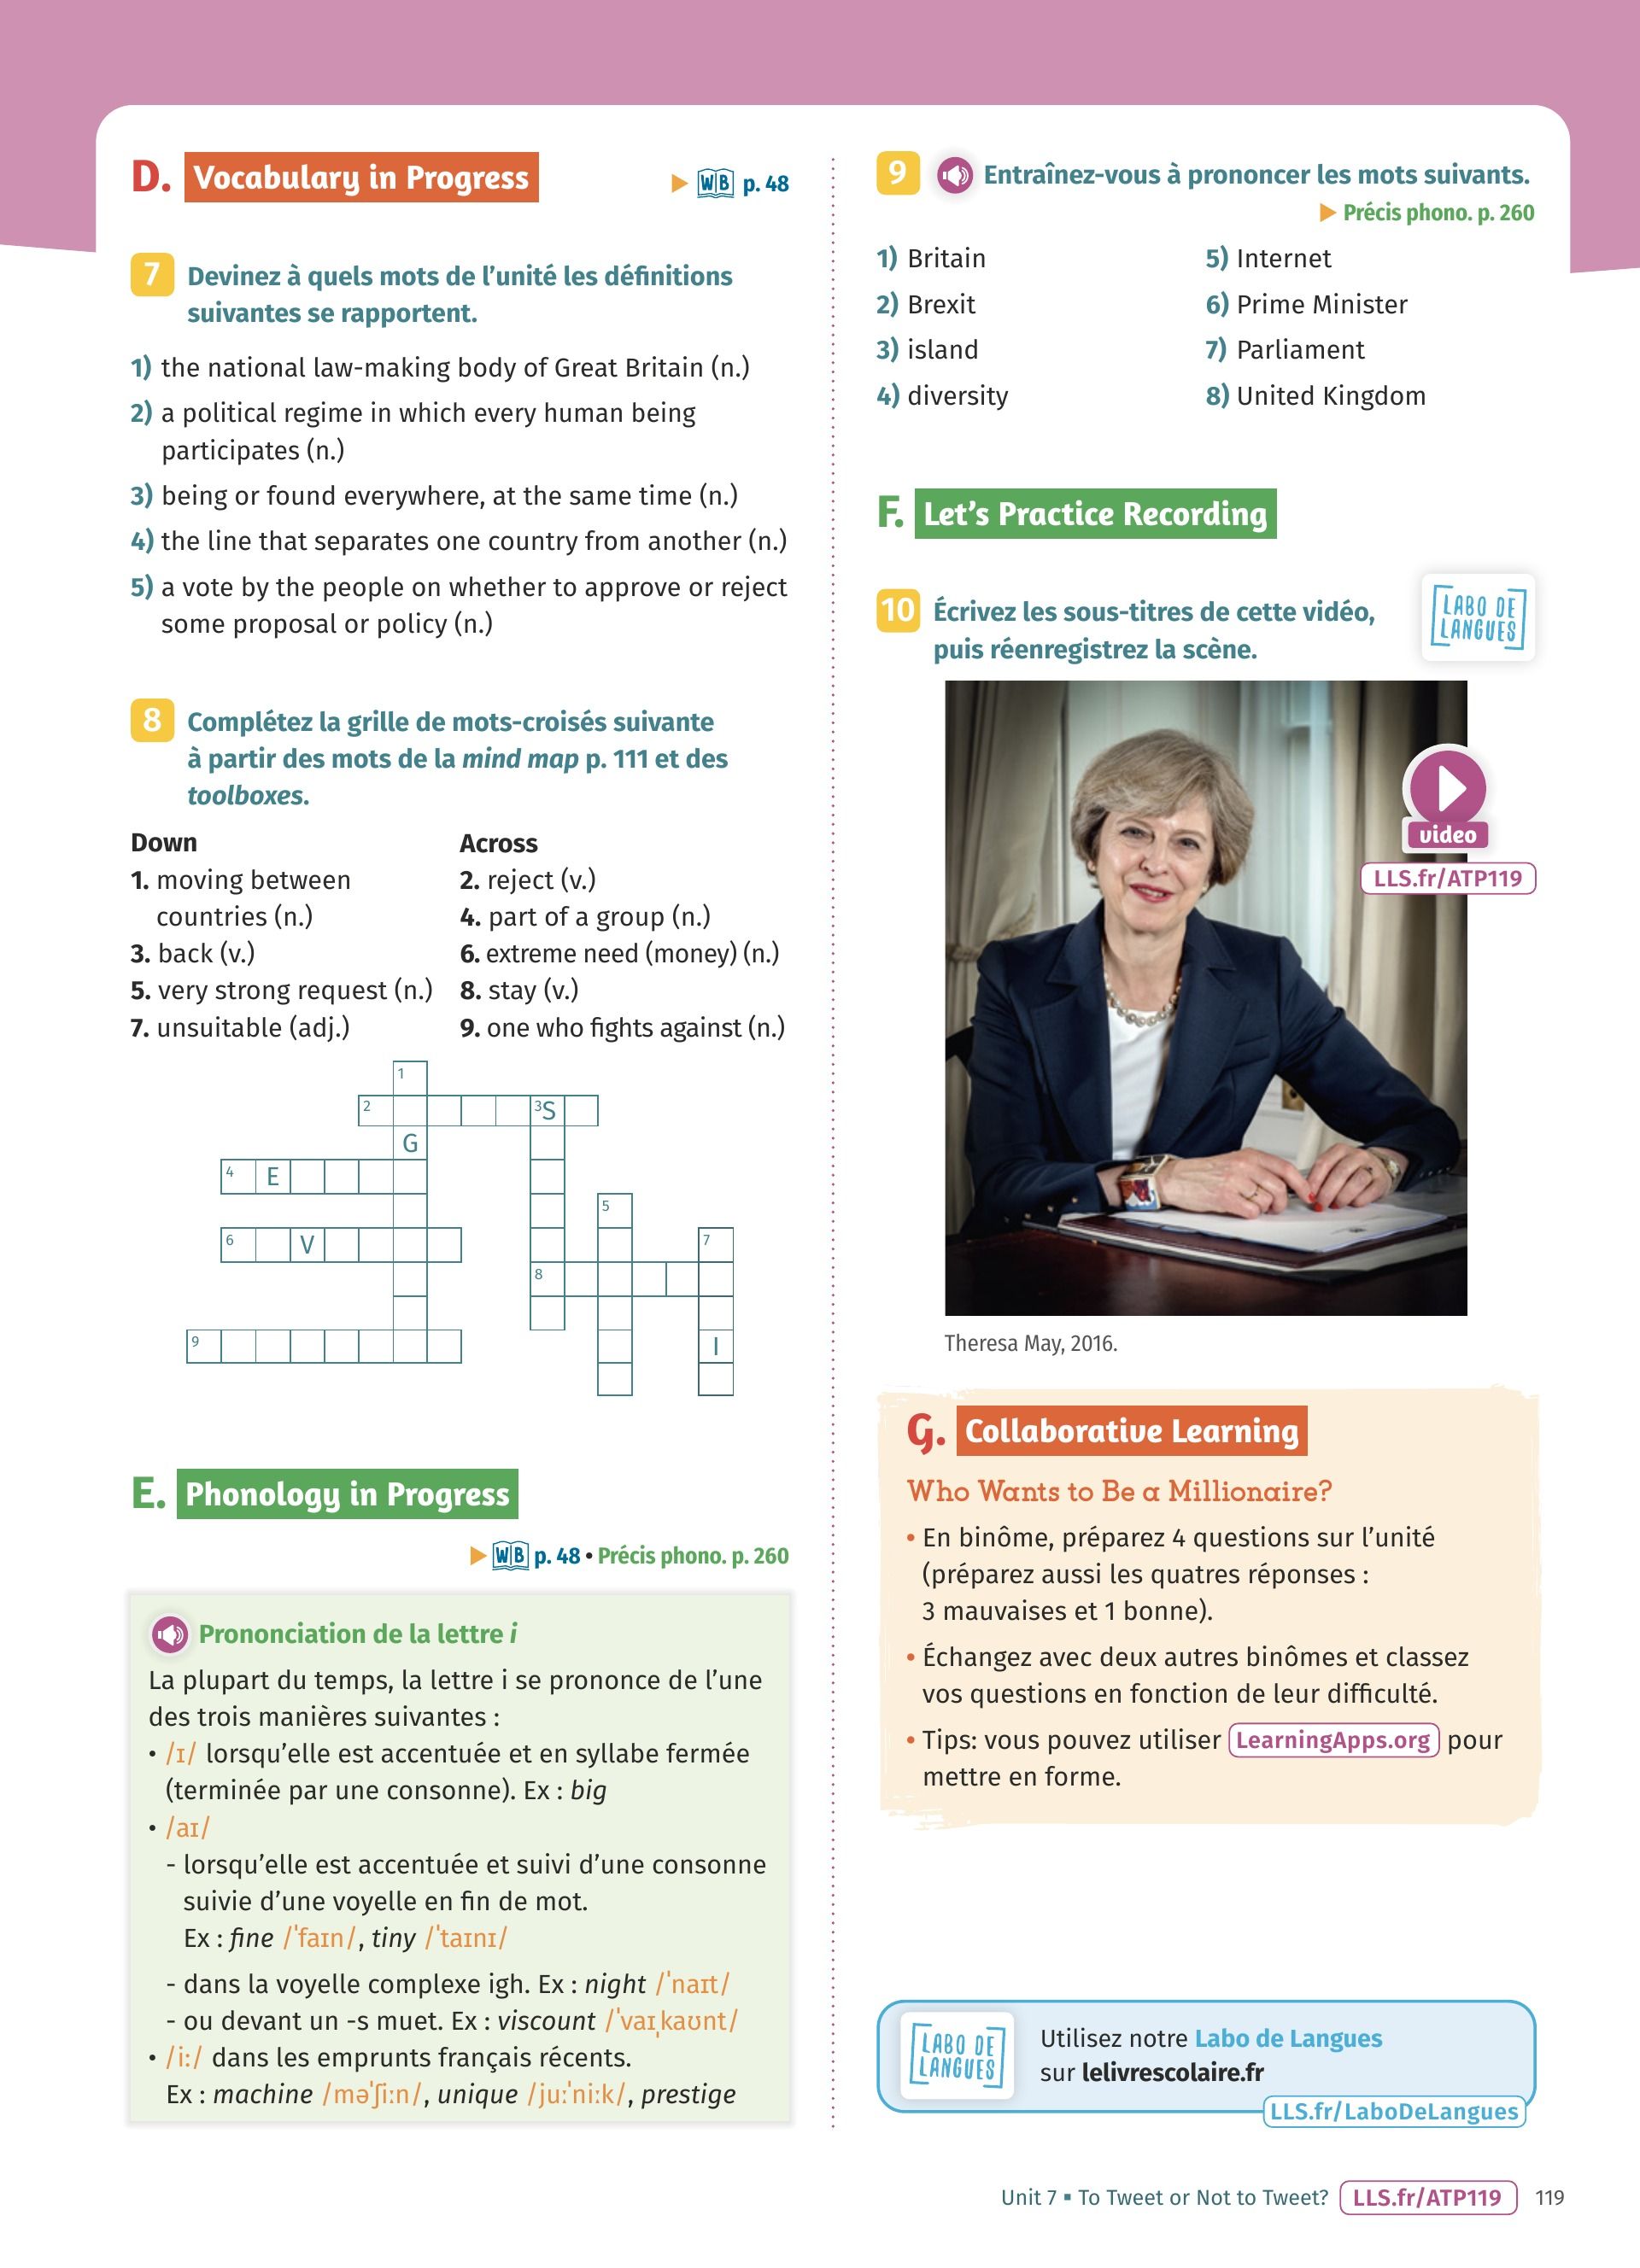 D. Vocabulary in Progress
WB p. 48
7 Devinez à quels mots de l'unité les définitions
suivantes se rapportent.
1) the national law-making body of Great Britain (n.)
2) a political regime in which every human being
participates (n.)
3) being or found everywhere, at the same time (n.)
4) the line that separates one country from another (n.)
5) a vote by the people on whether to approve or reject
some proposal or policy (n.)
8 Complétez la grille de mots-croisés suivante
à partir des mots de la mind map p. 111 et des
toolboxes.
Down
1. moving between
countries (n.)
3. back (v.)
5. very strong request (n.)
7. unsuitable (adj.)
Across
2. reject (v.)
4. part of a group (n.)
6. extreme need (money) (n.)
8. stay (v.)
9. one who fights against (n.)
1
2 3 S
G
4 E
5
6 V 7
8
9 I
E. Phonology in Progress
WB p. 48 • Précis phono. p. 260
Prononciation de la lettre i
La plupart du temps, la lettre i se prononce de l'une
des trois manières suivantes :
• /ɪ/ lorsqu'elle est accentuée et en syllabe fermée
(terminée par une consonne). Ex : big
• /aɪ/
- lorsqu'elle est accentuée et suivi d'une consonne
suivie d'une voyelle en fin de mot.
Ex : fine /ˈfaɪn/, tiny /ˈtaɪnɪ/
- dans la voyelle complexe igh. Ex : night /ˈnaɪt/
- ou devant un -s muet. Ex : viscount /ˈvaɪˌkaʊnt/
• /i:/ dans les emprunts français récents.
Ex : machine /məˈʃiːn/, unique /juːˈniːk/, prestige
9 Entraînez-vous à prononcer les mots suivants.
Précis phono. p. 260
1) Britain
2) Brexit
3) island
4) diversity
5) Internet
6) Prime Minister
7) Parliament
8) United Kingdom
F. Let's Practice Recording
10 Écrivez les sous-titres de cette vidéo,
puis réenregistrez la scène.
LABO DE
LANGUES
video
LLS.fr/ATP119
Theresa May, 2016.
G. Collaborative Learning
Who Wants to Be a Millionaire?
• En binôme, préparez 4 questions sur l'unité
(préparez aussi les quatres réponses :
3 mauvaises et 1 bonne).
• Échangez avec deux autres binômes et classez
vos questions en fonction de leur difficulté.
• Tips: vous pouvez utiliser LearningApps.org pour
mettre en forme.
LABO DE
LANGUES
Utilisez notre Labo de Langues
sur lelivrescolaire.fr
LLS.fr/LaboDeLangues
Unit 7 ▪ To Tweet or Not to Tweet? LLS.fr/ATP119 119